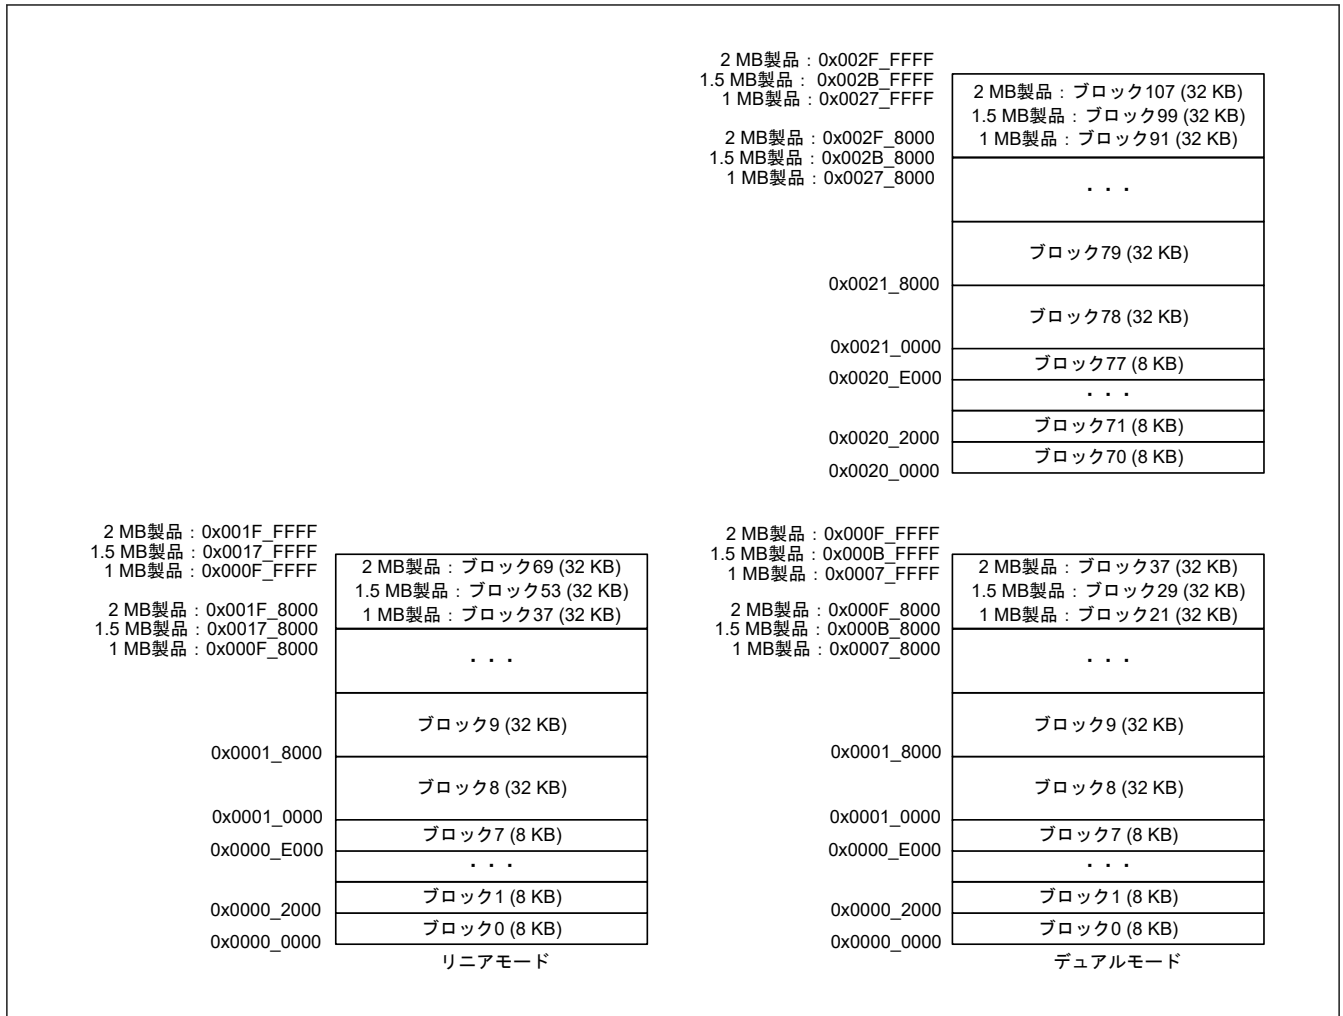 2 MB製品：0x002F_FFFF
1.5 MB製品： 0x002B_FFFF
1 MB製品：0x0027_FFFF
2 MB製品：ブロック107 (32 KB)
1.5 MB製品：ブロック99 (32 KB)
1 MB製品：ブロック91 (32 KB)
2 MB製品：0x002F_8000
1.5 MB製品：0x002B_8000
1 MB製品：0x0027_8000
・・・
ブロック79 (32 KB)
0x0021_8000
ブロック78 (32 KB)
0x0021_0000
ブロック77 (8 KB)
0x0020_E000
・・・
ブロック71 (8 KB)
0x0020_2000
ブロック70 (8 KB)
0x0020_0000
2 MB製品：0x001F_FFFF
1.5 MB製品：0x0017_FFFF
1 MB製品：0x000F_FFFF
2 MB製品：ブロック69 (32 KB)
1.5 MB製品：ブロック53 (32 KB)
1 MB製品：ブロック37 (32 KB)
2 MB製品：0x001F_8000
1.5 MB製品：0x0017_8000
1 MB製品：0x000F_8000
・・・
ブロック9 (32 KB)
0x0001_8000
ブロック8 (32 KB)
0x0001_0000
ブロック7 (8 KB)
0x0000_E000
・・・
ブロック1 (8 KB)
0x0000_2000
ブロック0 (8 KB)
0x0000_0000
リニアモード
2 MB製品：0x000F_FFFF
1.5 MB製品：0x000B_FFFF
1 MB製品：0x0007_FFFF
2 MB製品：ブロック37 (32 KB)
1.5 MB製品：ブロック29 (32 KB)
1 MB製品：ブロック21 (32 KB)
2 MB製品：0x000F_8000
1.5 MB製品：0x000B_8000
1 MB製品：0x0007_8000
・・・
ブロック9 (32 KB)
0x0001_8000
ブロック8 (32 KB)
0x0001_0000
ブロック7 (8 KB)
0x0000_E000
・・・
ブロック1 (8 KB)
0x0000_2000
ブロック0 (8 KB)
0x0000_0000
デュアルモード